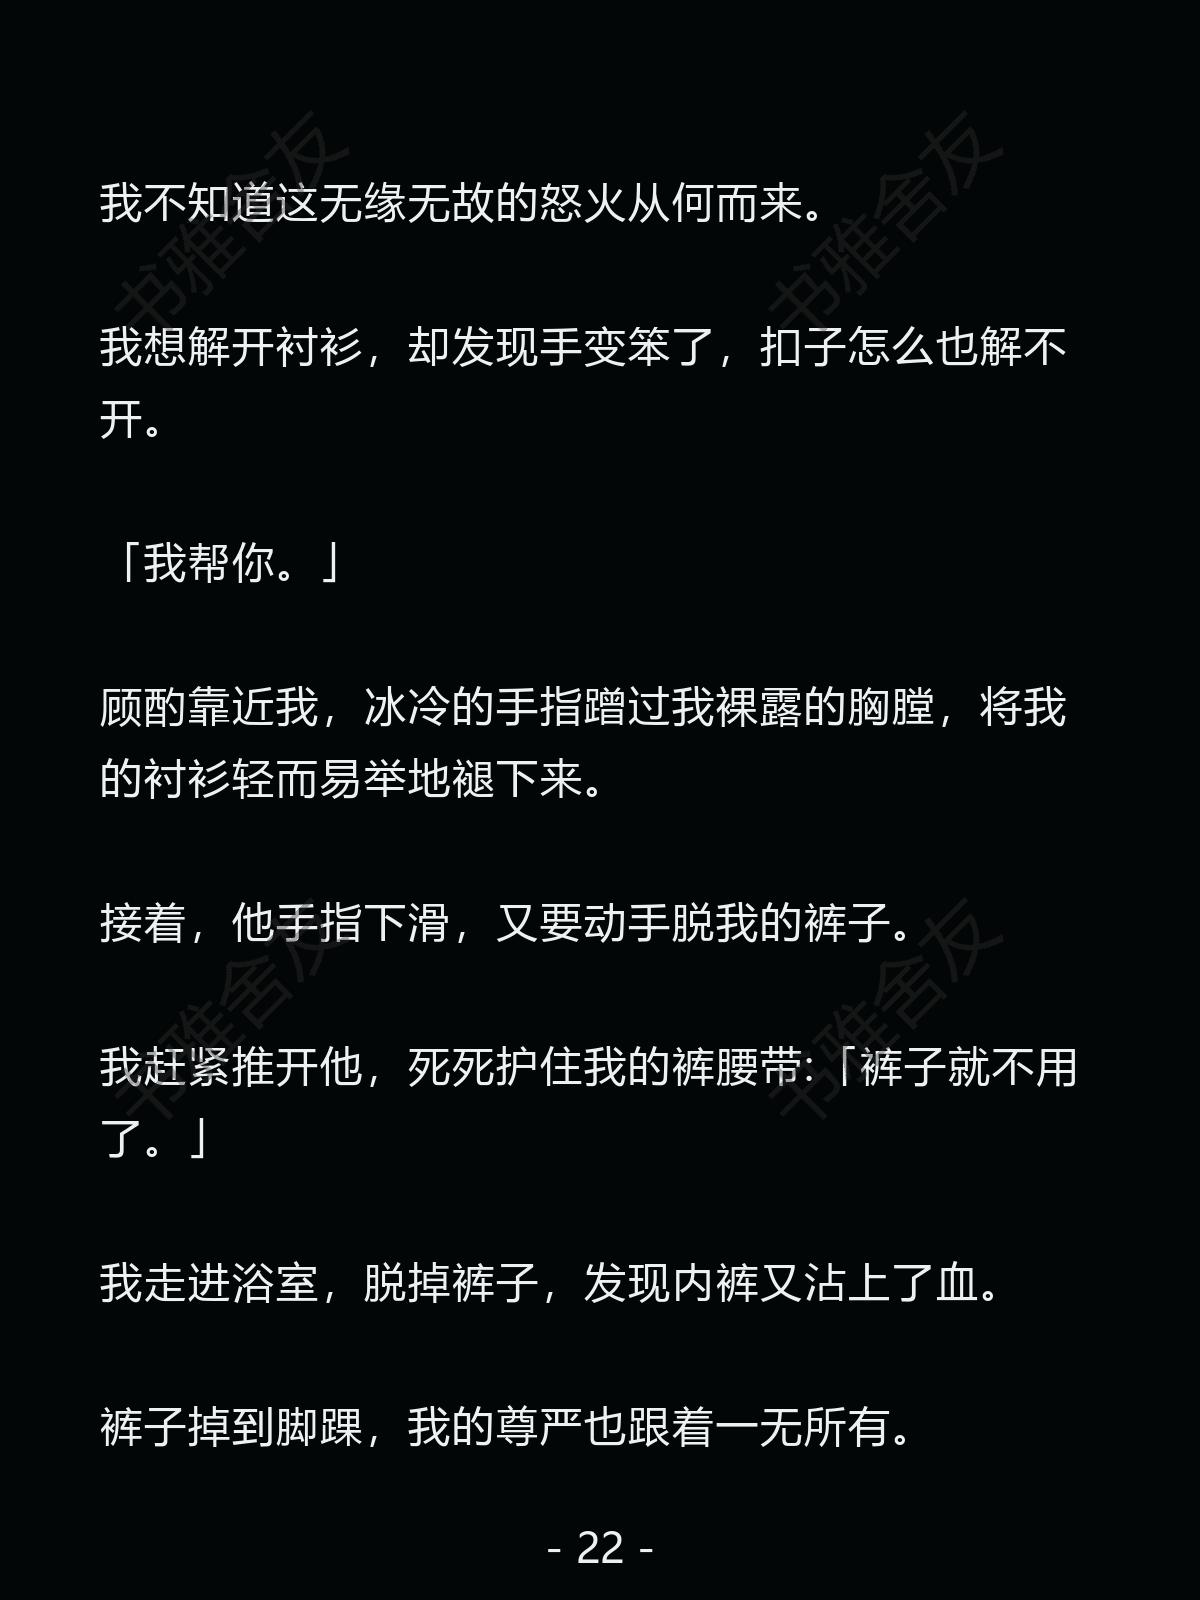 我不知道这无缘无故的怒火从何而来。
我想解开衬衫，却发现手变笨了，扣子怎么也解不
开。
「我帮你。」
顾酌靠近我，冰冷的手指蹭过我裸露的胸膛，将我
的衬衫轻而易举地褪下来。
接着，他手指下滑，又要动手脱我的裤子。
我赶紧推开他，死死护住我的裤腰带:「裤子就不用
了。」
我走进浴室，脱掉裤子，发现内裤又沾上了血。
裤子掉到脚踝，我的尊严也跟着一无所有。
- 22 -
书雅舍友
书雅舍友
书雅舍友
书雅舍友